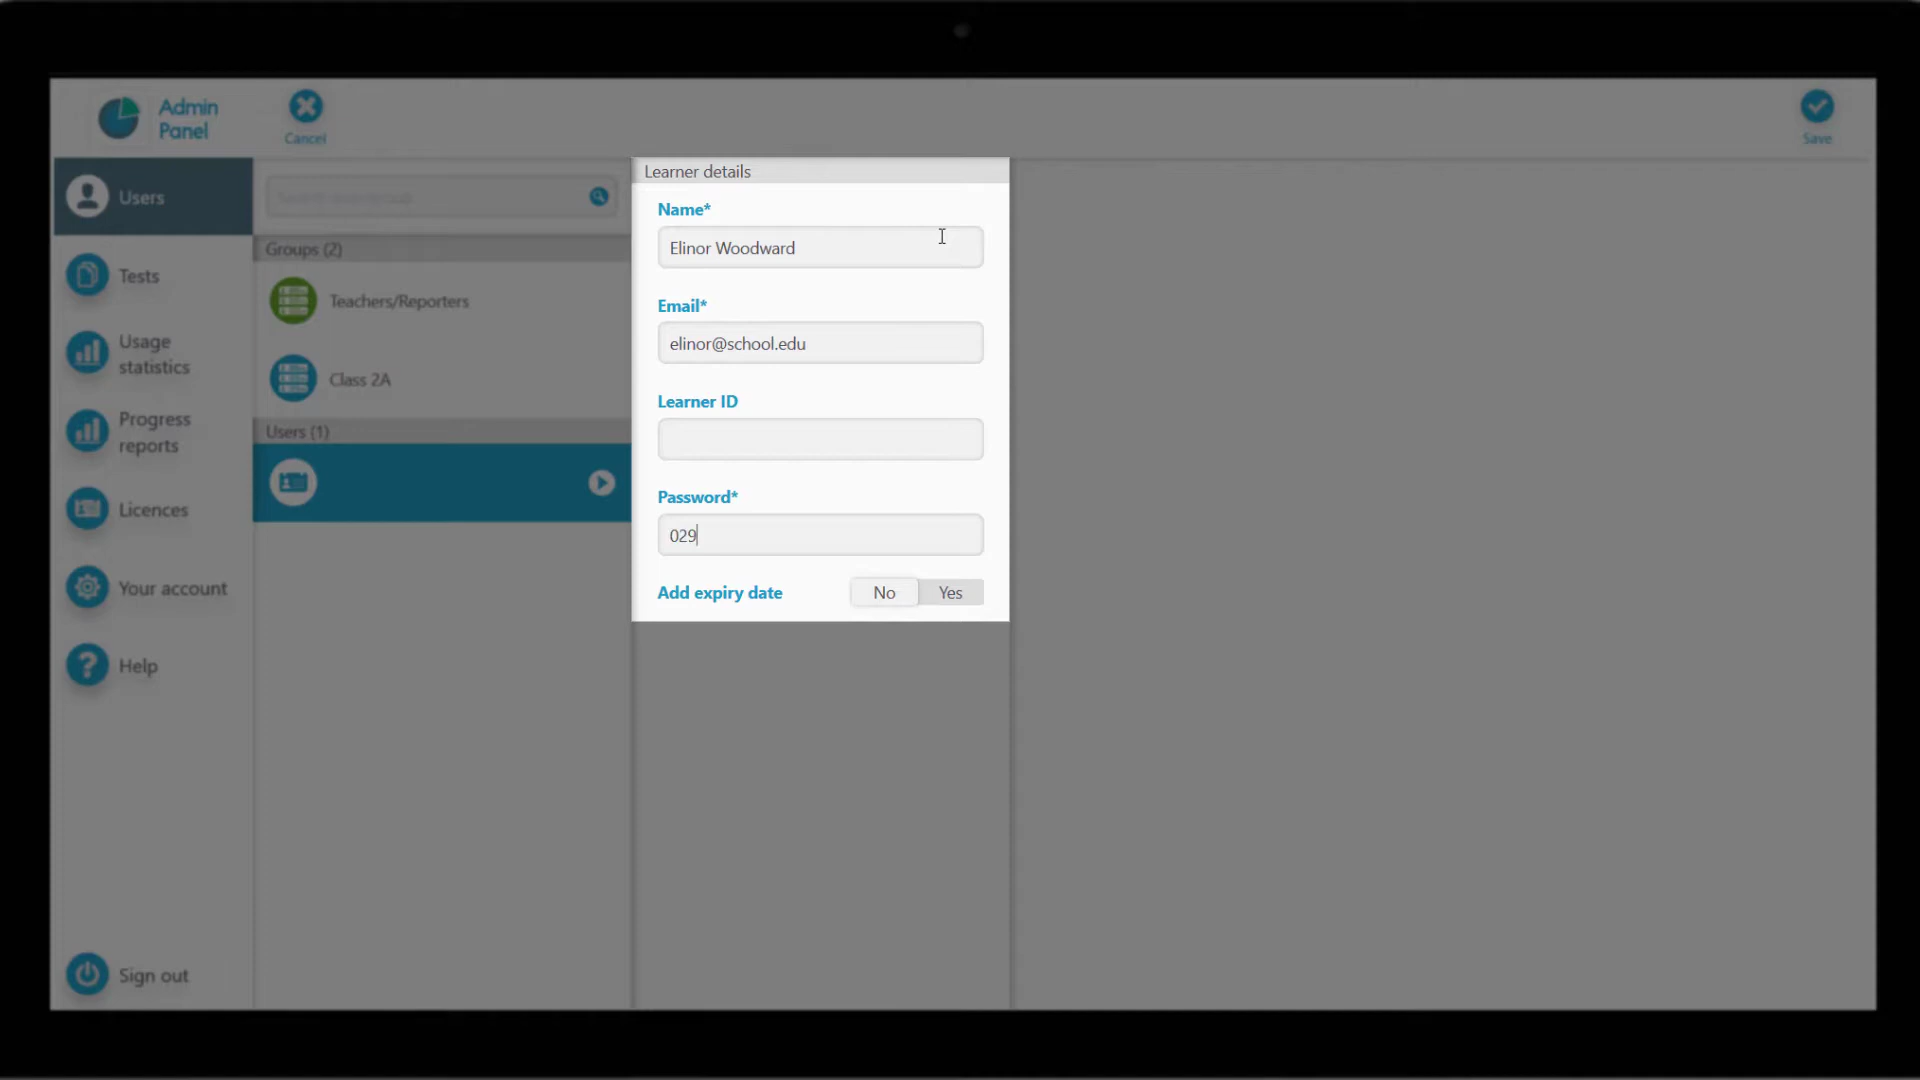 Admin
Panel
Cancel
Save
Users
Tests
Usage
statistics
Progress
reports
Licences
Your account
Help
Sign out
Groups (2)
Teachers/Reporters
Class 2A
Users (1)
Learner details
Name*
Elinor Woodward
Email*
elinor@school.edu
Learner ID
Password*
029
Add expiry date
No
Yes